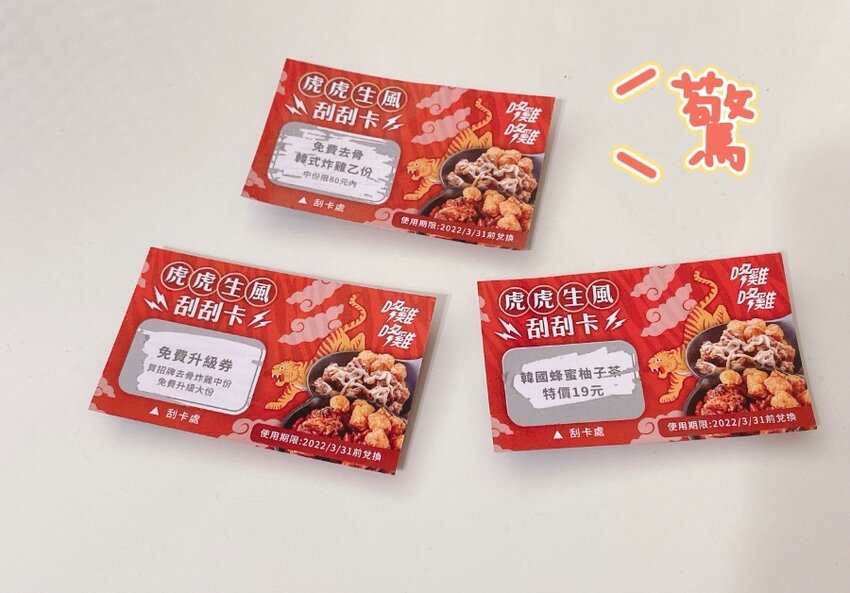 虎虎生風
刮刮卡
咯雞
咯雞
免費去骨
韓式炸雞乙份
中份限80元內
▲ 刮卡處
使用期限:2022/3/31前兌換
驚
虎虎生風
刮刮卡
咯雞
咯雞
免費升級券
買招牌去骨炸雞中份
免費升級大份
▲ 刮卡處
使用期限:2022/3/31前兌換
虎虎生風
刮刮卡
咯雞
咯雞
韓國蜂蜜柚子茶
特價19元
▲ 刮卡處
使用期限:2022/3/31前兌換